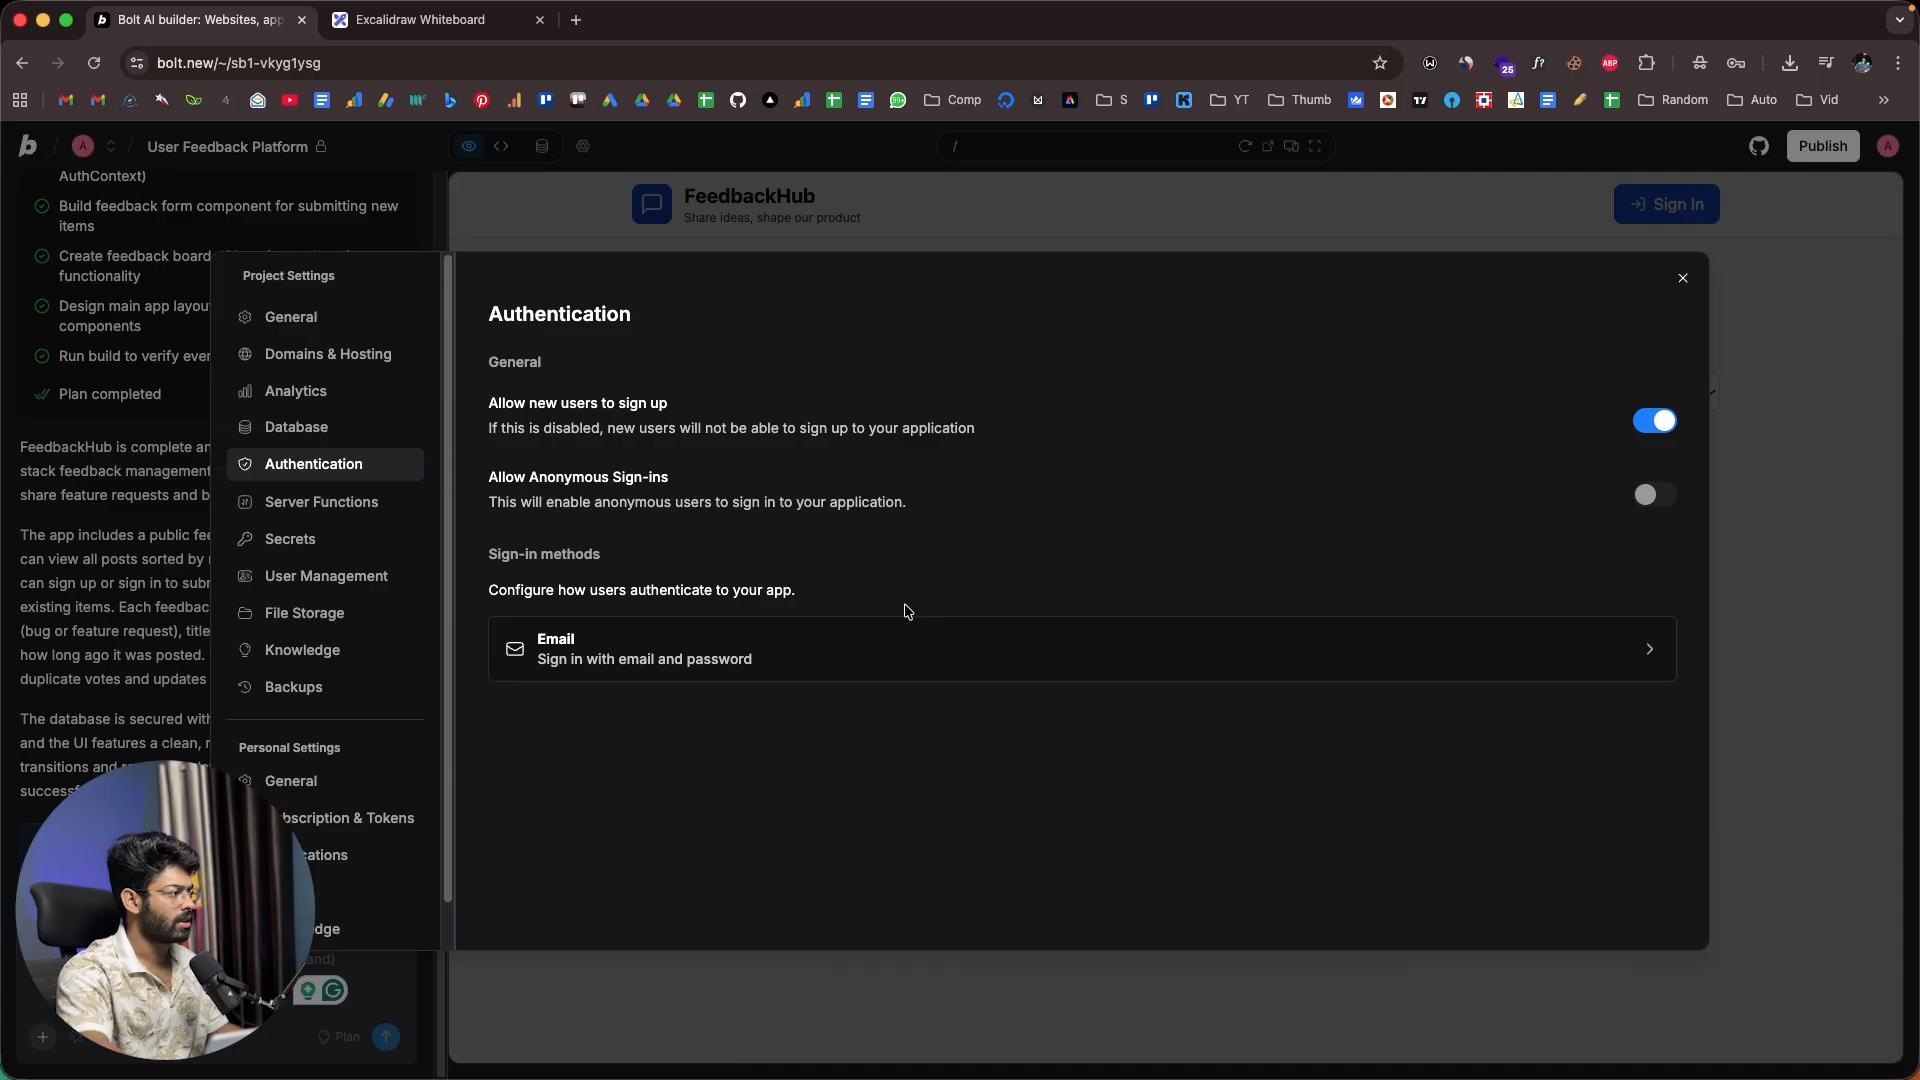 Bolt AI builder: Websites, app
Excalidraw Whiteboard
bolt.new/~/sb1-vkyg1ysg
25
f?
ABP
99+
Comp
S
YT
Thumb
Random
Auto
Vid
A
User Feedback Platform
/
Publish
A
AuthContext)
Build feedback form component for submitting new
items
Create feedback board
functionality
Design main app layou
components
Run build to verify ever
Plan completed
FeedbackHub is complete an
stack feedback management
share feature requests and b
The app includes a public fee
can view all posts sorted by
can sign up or sign in to subr
existing items. Each feedbac
(bug or feature request), title
how long ago it was posted.
duplicate votes and updates
The database is secured with
and the UI features a clean, r
transitions and
success
Plan
FeedbackHub
Share ideas, shape our product
Sign In
Project Settings
General
Domains & Hosting
Analytics
Database
Authentication
Server Functions
Secrets
User Management
File Storage
Knowledge
Backups
Personal Settings
General
bscription & Tokens
cations
edge
and)
Authentication
General
Allow new users to sign up
If this is disabled, new users will not be able to sign up to your application
Allow Anonymous Sign-ins
This will enable anonymous users to sign in to your application.
Sign-in methods
Configure how users authenticate to your app.
Email
Sign in with email and password